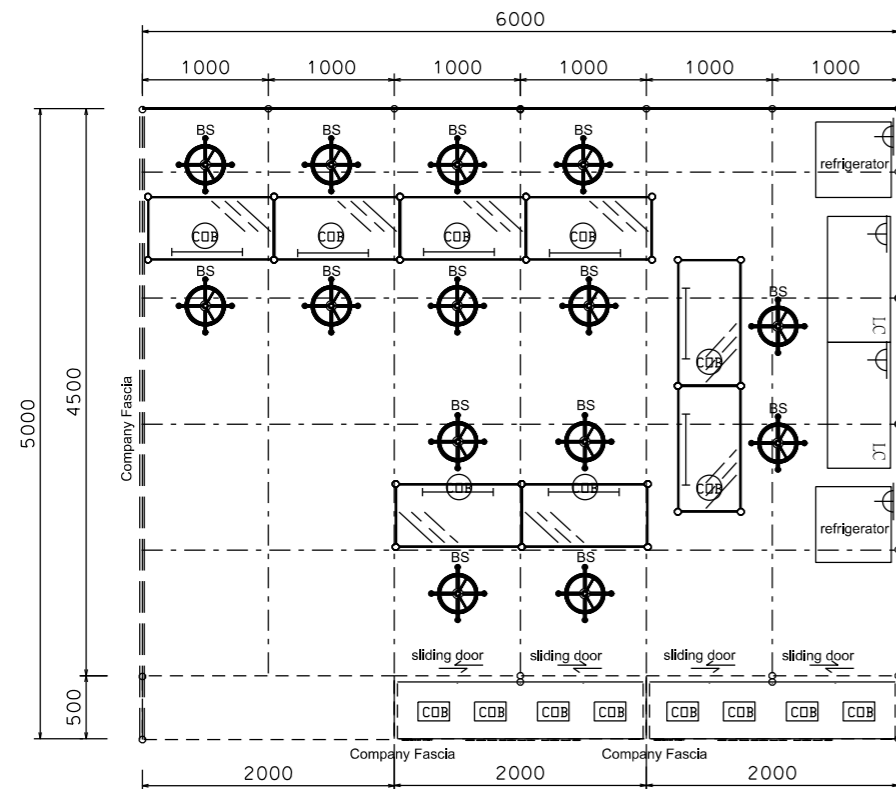 6000
1000 1000 1000 1000 1000 1000
BS BS BS BS
refrigerator
COB COB COB COB
BS BS BS BS BS
LC
COB
Company Fascia
5000
4500
BS BS BS
LC
COB COB COB
refrigerator
BS BS
sliding door sliding door sliding door sliding door
500
COB COB COB COB COB COB COB COB
Company Fascia Company Fascia
2000 2000 2000